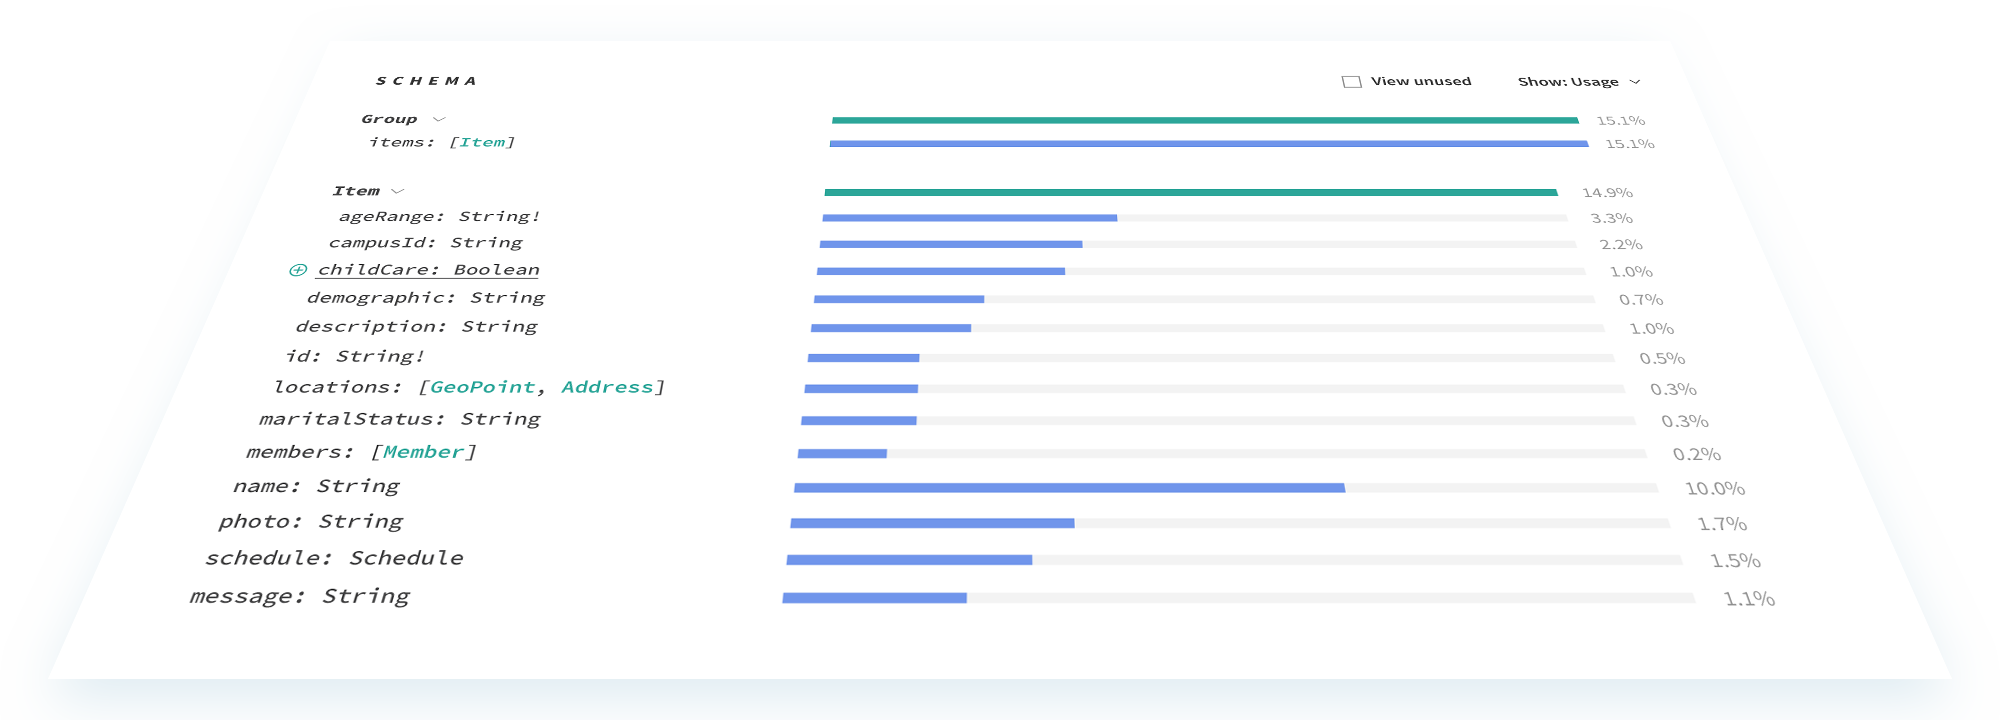 SCHEMA View unused Show: Usage
Group 15.1%
items: [Item] 15.1%
Item 14.9%
ageRange: String! 3.3%
campusId: String 2.2%
childCare: Boolean 1.0%
demographic: String 0.7%
description: String 1.0%
id: String! 0.5%
locations: [GeoPoint, Address] 0.3%
maritalStatus: String 0.3%
members: [Member] 0.2%
name: String 10.0%
photo: String 1.7%
schedule: Schedule 1.5%
message: String 1.1%